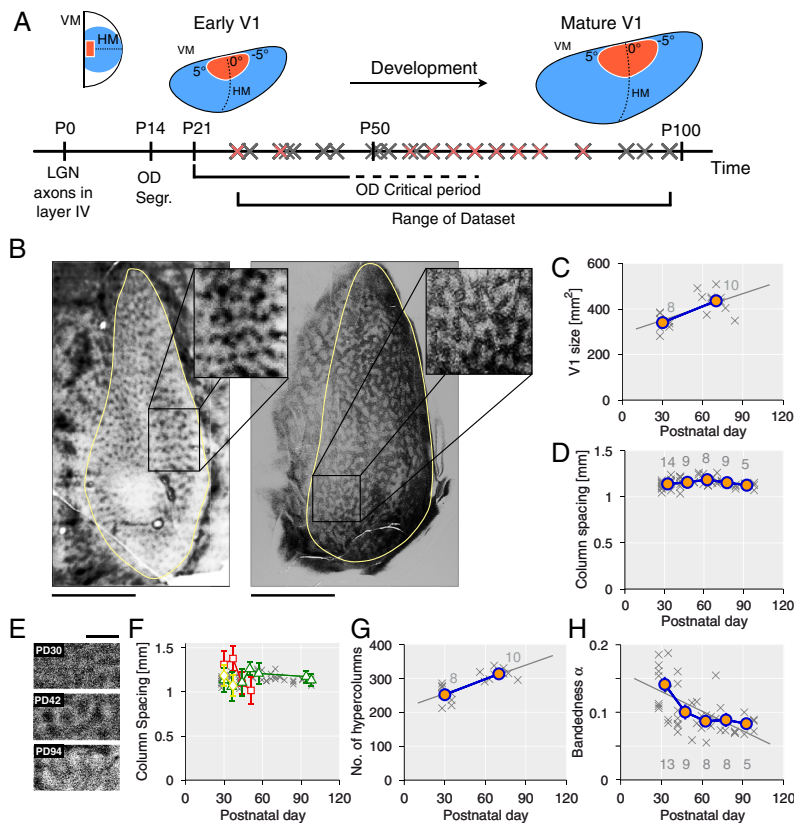 A
VM
HM
Early V1
VM
5°
0°
-5°
HM
Development
Mature V1
VM
5°
0°
-5°
HM
P0
P14
P21
P50
P100
Time
LGN
axons in
layer IV
OD
Segr.
OD Critical period
Range of Dataset
B
C
V1 size [mm²]
600
400
200
0
8
10
0
30
60
90
120
Postnatal day
D
Column spacing [mm]
1.5
1
0.5
0
14
9
8
9
5
0
30
60
90
120
Postnatal day
E
PD30
PD42
PD94
F
Column Spacing [mm]
1.5
1
0.5
0
0
30
60
90
120
Postnatal day
G
No. of hypercolumns
400
300
200
100
0
8
10
0
30
60
90
120
Postnatal day
H
Bandedness α
0.2
0.1
0
13
9
8
8
5
0
30
60
90
120
Postnatal day